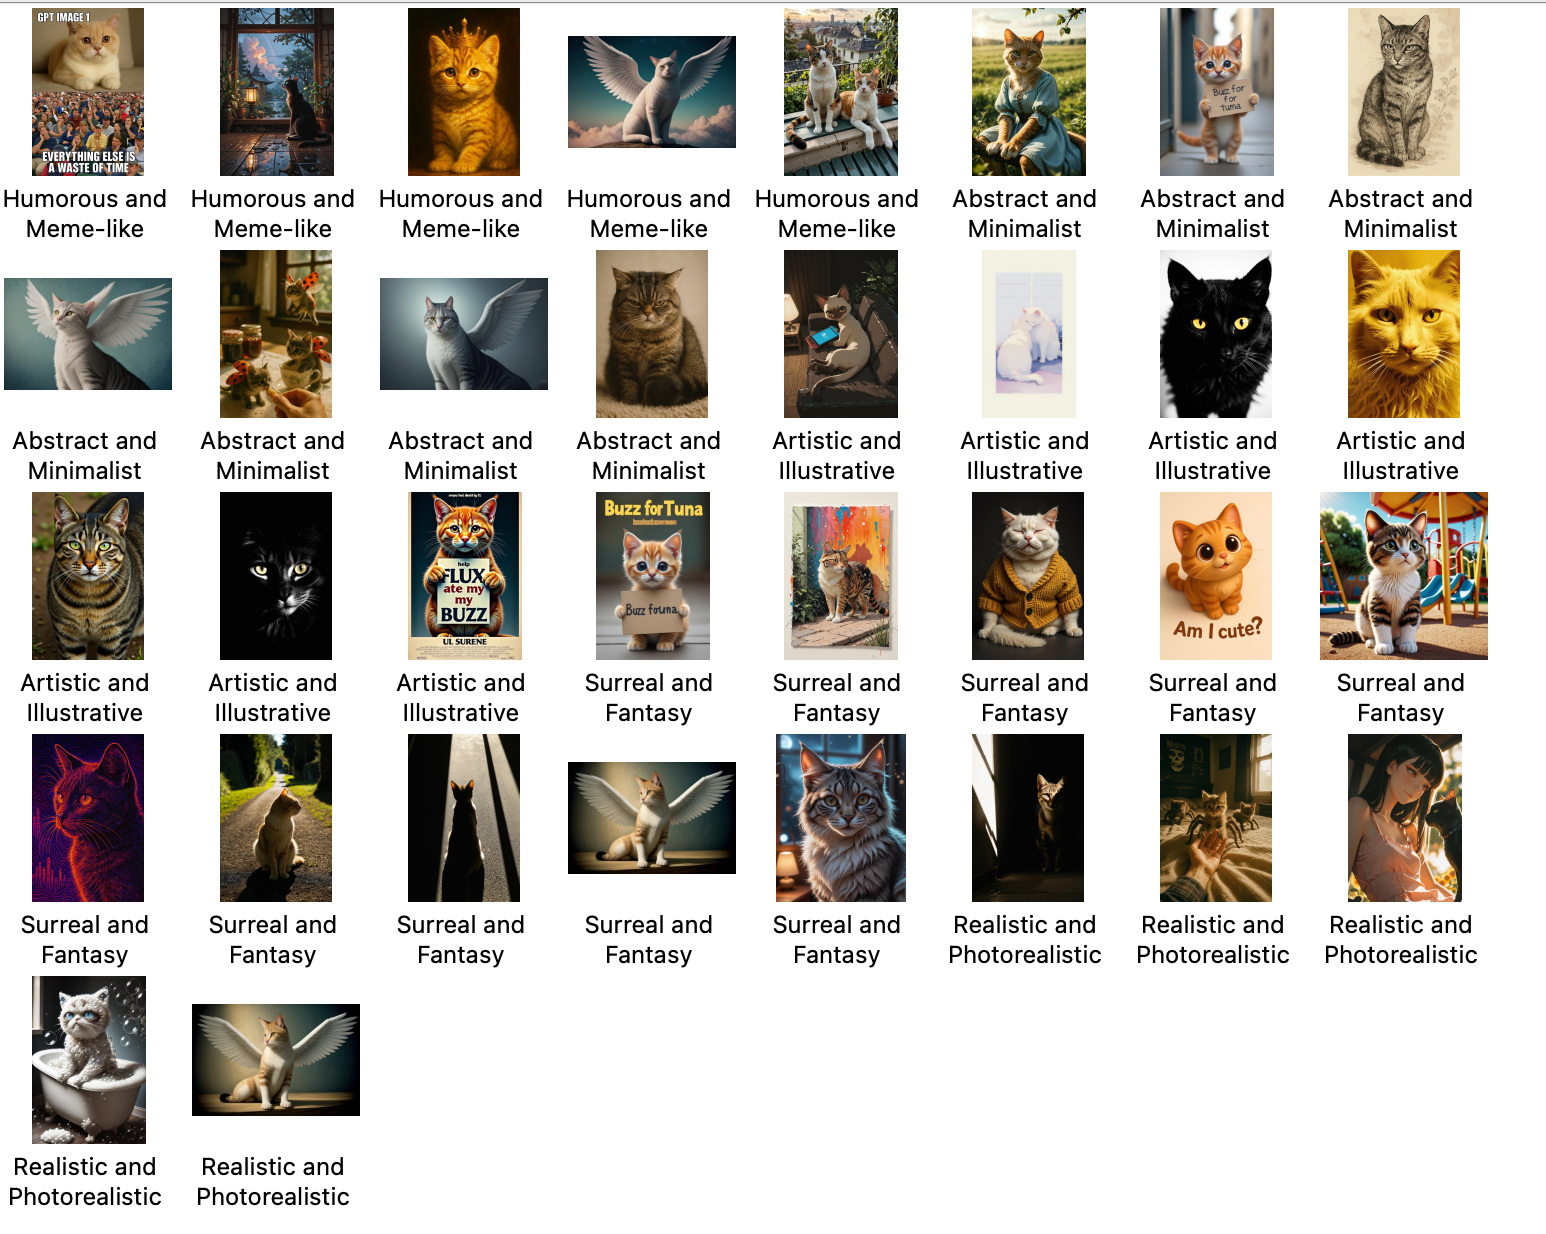 GPT IMAGE 1
EVERYTHING ELSE IS
A WASTE OF TIME
Humorous and
Meme-like
Humorous and
Meme-like
Humorous and
Meme-like
Humorous and
Meme-like
Humorous and
Meme-like
Abstract and
Minimalist
Buzz for
for
tuna
Abstract and
Minimalist
Abstract and
Minimalist
Abstract and
Minimalist
Abstract and
Minimalist
Abstract and
Minimalist
Abstract and
Minimalist
Artistic and
Illustrative
Artistic and
Illustrative
Artistic and
Illustrative
Artistic and
Illustrative
Artistic and
Illustrative
Artistic and
Illustrative
help
FLUX
ate my
my
BUZZ
UL SURENE
Artistic and
Illustrative
Buzz for Tuna
Buzz founa
Surreal and
Fantasy
Surreal and
Fantasy
Surreal and
Fantasy
Am I cute?
Surreal and
Fantasy
Surreal and
Fantasy
Surreal and
Fantasy
Surreal and
Fantasy
Surreal and
Fantasy
Surreal and
Fantasy
Surreal and
Fantasy
Realistic and
Photorealistic
Realistic and
Photorealistic
Realistic and
Photorealistic
Realistic and
Photorealistic
Realistic and
Photorealistic